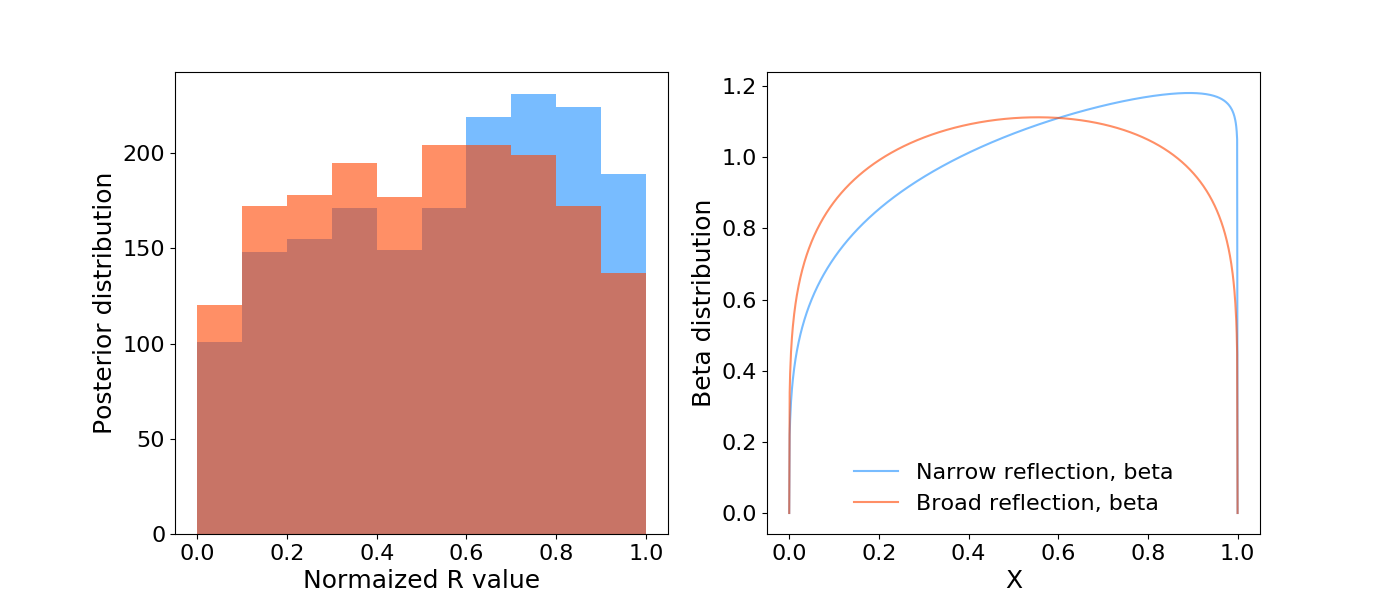 Posterior distribution
200
150
100
50
0
0.0 0.2 0.4 0.6 0.8 1.0
Normaized R value
Beta distribution
1.2
1.0
0.8
0.6
0.4
0.2
0.0
0.0 0.2 0.4 0.6 0.8 1.0
X
Narrow reflection, beta
Broad reflection, beta